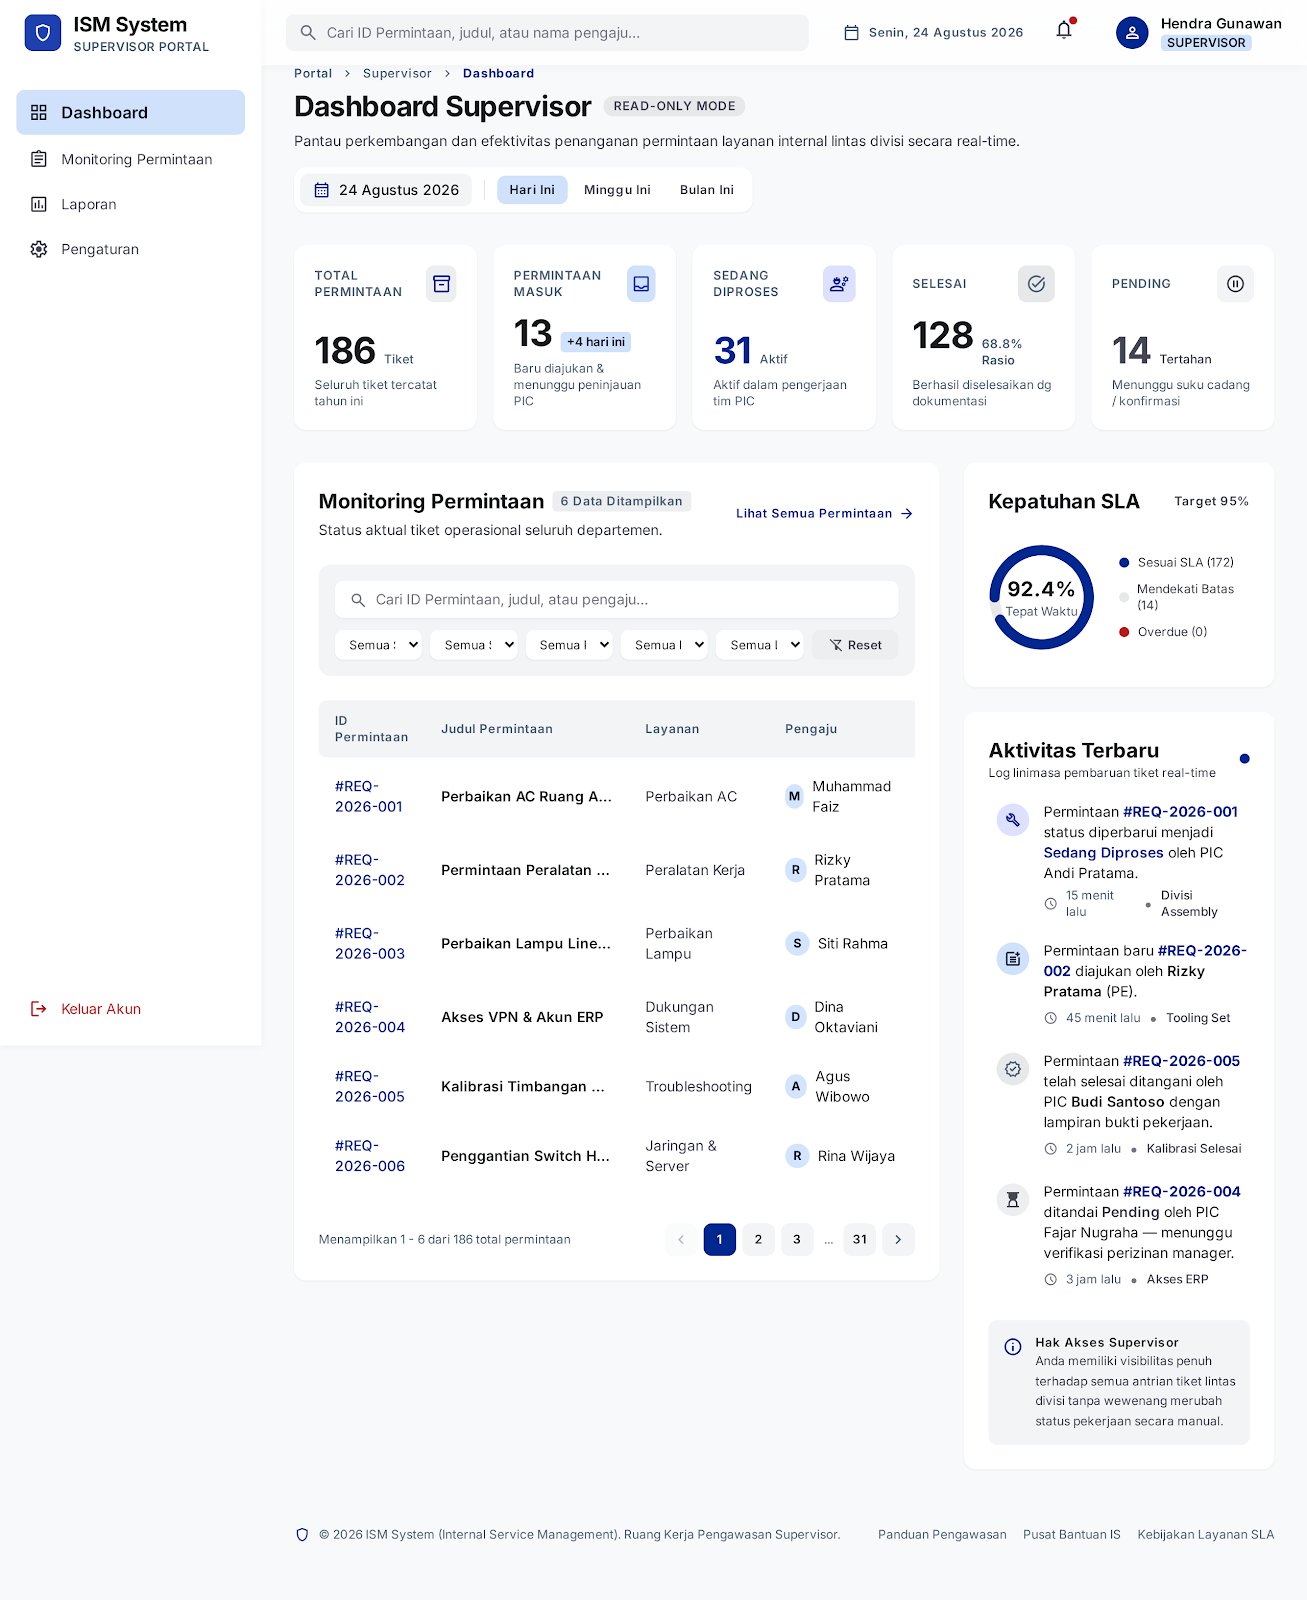 ISM System
SUPERVISOR PORTAL
Cari ID Permintaan, judul, atau nama pengaju...
Senin, 24 Agustus 2026
Hendra Gunawan
SUPERVISOR
Dashboard
Monitoring Permintaan
Laporan
Pengaturan
Keluar Akun
Portal > Supervisor > Dashboard
Dashboard Supervisor
READ-ONLY MODE
Pantau perkembangan dan efektivitas penanganan permintaan layanan internal lintas divisi secara real-time.
24 Agustus 2026
Hari Ini
Minggu Ini
Bulan Ini
TOTAL
PERMINTAAN
186 Tiket
Seluruh tiket tercatat
tahun ini
PERMINTAAN
MASUK
13 +4 hari ini
Baru diajukan &
menunggu peninjauan
PIC
SEDANG
DIPROSES
31 Aktif
Aktif dalam pengerjaan
tim PIC
SELESAI
128 68.8%
Rasio
Berhasil diselesaikan dg
dokumentasi
PENDING
14 Tertahan
Menunggu suku cadang
/ konfirmasi
Monitoring Permintaan
6 Data Ditampilkan
Status aktual tiket operasional seluruh departemen.
Lihat Semua Permintaan
Cari ID Permintaan, judul, atau pengaju...
Semua
Semua
Semua
Semua
Semua
Reset
ID
Permintaan
Judul Permintaan
Layanan
Pengaju
#REQ-
2026-001
Perbaikan AC Ruang A...
Perbaikan AC
M
Muhammad
Faiz
#REQ-
2026-002
Permintaan Peralatan ...
Peralatan Kerja
R
Rizky
Pratama
#REQ-
2026-003
Perbaikan Lampu Line...
Perbaikan
Lampu
S
Siti Rahma
#REQ-
2026-004
Akses VPN & Akun ERP
Dukungan
Sistem
D
Dina
Oktaviani
#REQ-
2026-005
Kalibrasi Timbangan ...
Troubleshooting
A
Agus
Wibowo
#REQ-
2026-006
Penggantian Switch H...
Jaringan &
Server
R
Rina Wijaya
Menampilkan 1 - 6 dari 186 total permintaan
1
2
3
...
31
Kepatuhan SLA
Target 95%
92.4%
Tepat Waktu
Sesuai SLA (172)
Mendekati Batas
(14)
Overdue (0)
Aktivitas Terbaru
Log linimasa pembaruan tiket real-time
Permintaan #REQ-2026-001
status diperbarui menjadi
Sedang Diproses oleh PIC
Andi Pratama.
15 menit
lalu
Divisi
Assembly
Permintaan baru #REQ-2026-
002 diajukan oleh Rizky
Pratama (PE).
45 menit lalu • Tooling Set
Permintaan #REQ-2026-005
telah selesai ditangani oleh
PIC Budi Santoso dengan
lampiran bukti pekerjaan.
2 jam lalu • Kalibrasi Selesai
Permintaan #REQ-2026-004
ditandai Pending oleh PIC
Fajar Nugraha — menunggu
verifikasi perizinan manager.
3 jam lalu • Akses ERP
Hak Akses Supervisor
Anda memiliki visibilitas penuh
terhadap semua antrian tiket lintas
divisi tanpa wewenang merubah
status pekerjaan secara manual.
© 2026 ISM System (Internal Service Management). Ruang Kerja Pengawasan Supervisor.
Panduan Pengawasan
Pusat Bantuan IS
Kebijakan Layanan SLA